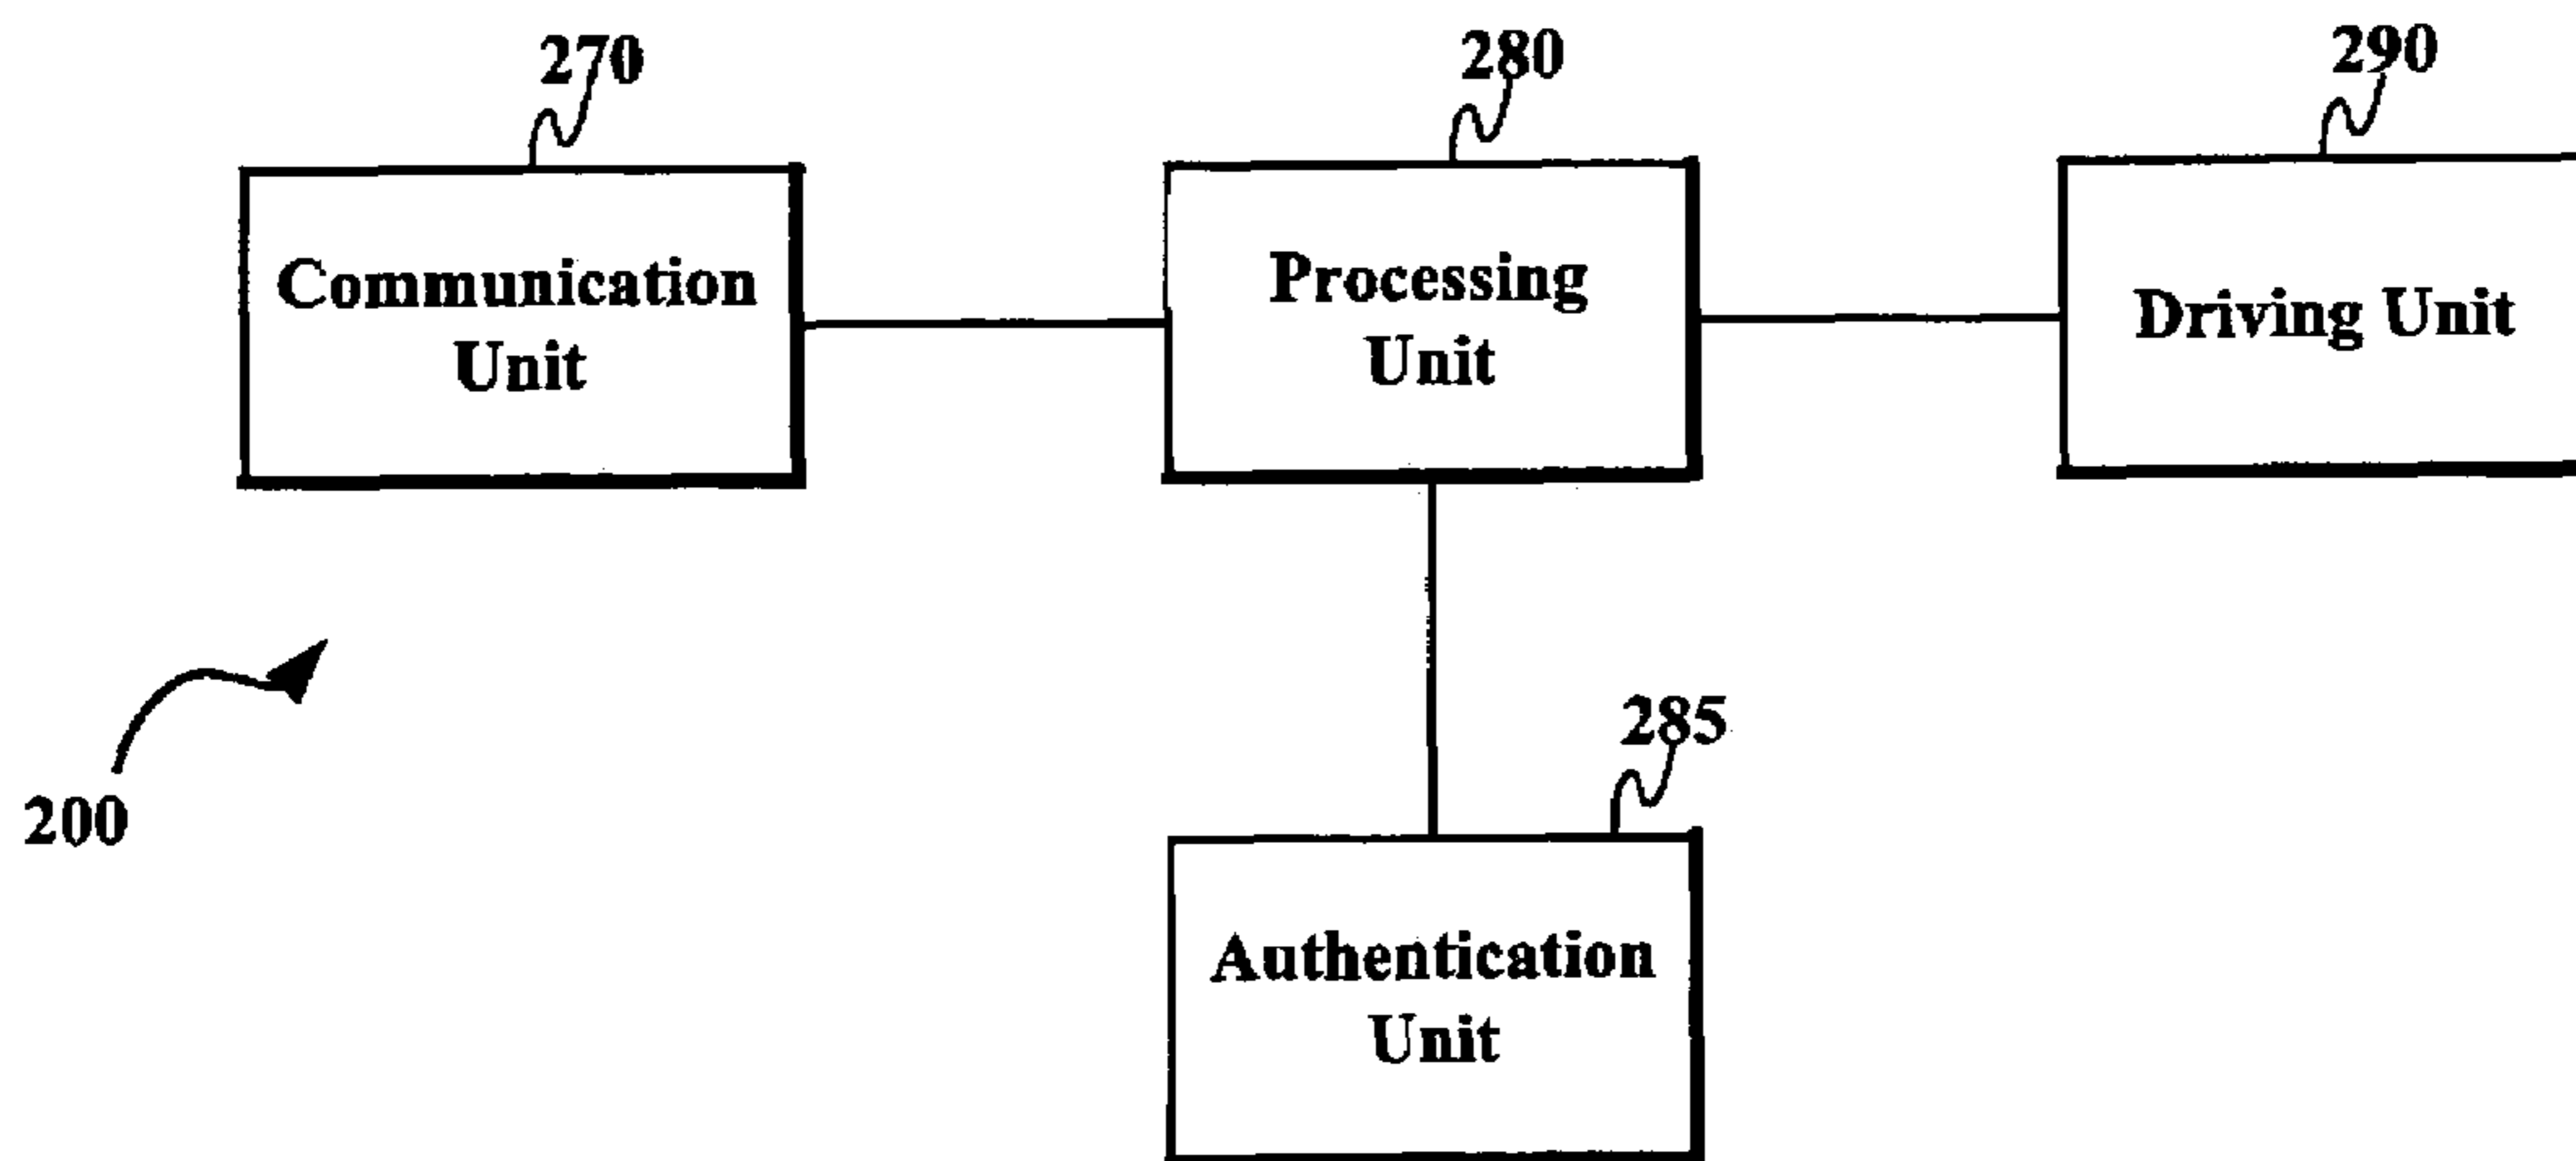 270
280
290
Communication
Unit
Processing
Unit
Driving Unit
200
285
Authentication
Unit